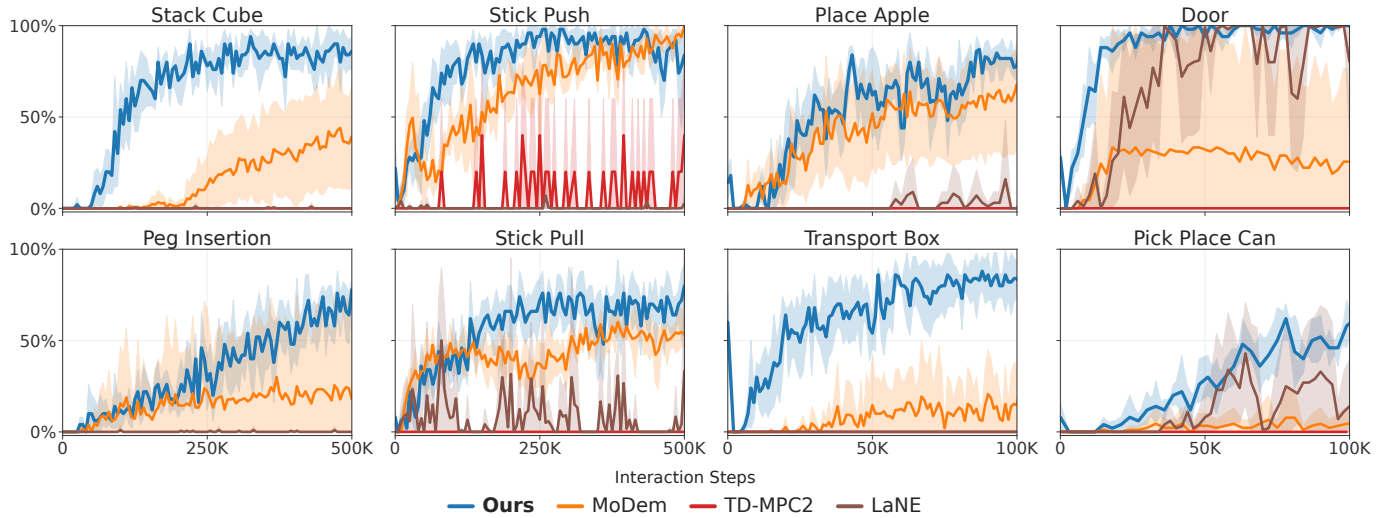 Stack Cube Stick Push Place Apple Door
100%
50%
0%
Peg Insertion Stick Pull Transport Box Pick Place Can
100%
50%
0%
0 250K 500K 0 250K 500K 0 50K 100K 0 50K 100K
Interaction Steps
Ours MoDem TD-MPC2 LaNE